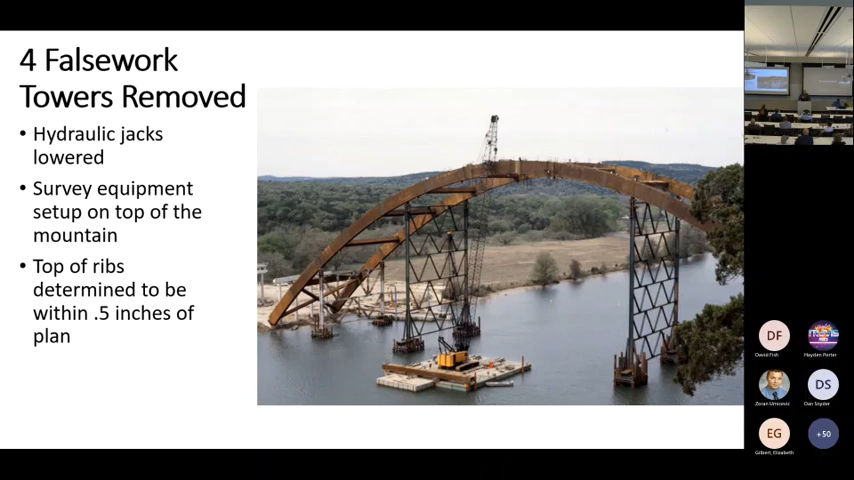 4 Falsework
Towers Removed
• Hydraulic jacks
lowered
• Survey equipment
setup on top of the
mountain
• Top of ribs
determined to be
within .5 inches of
plan
DF
David Fish
Hayden Porter
DS
Dan Snyder
EG
Gilbert, Elizabeth
+50